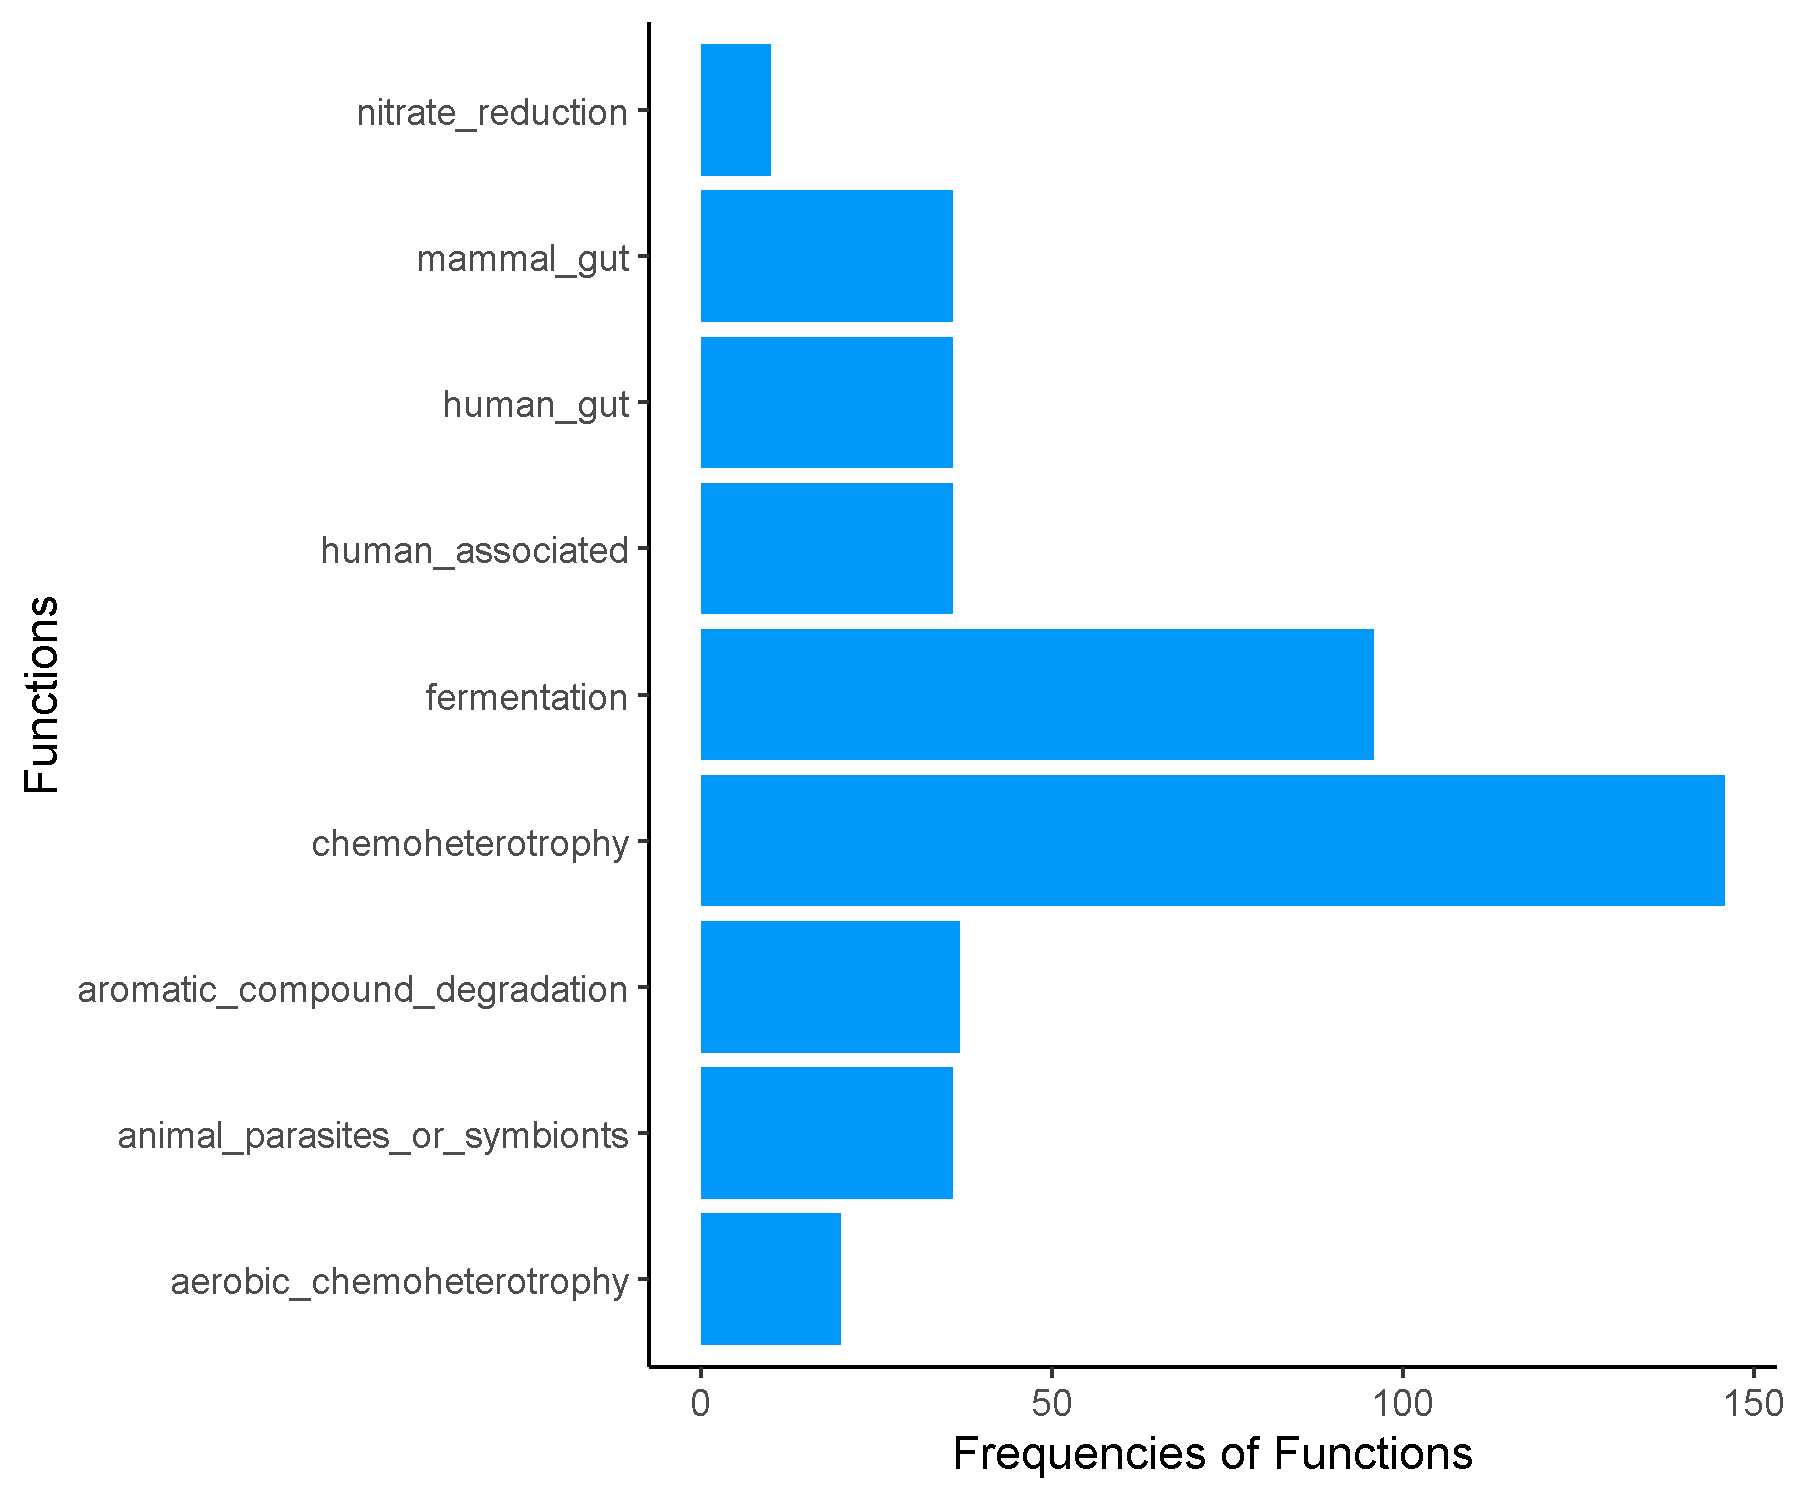 nitrate_reduction
mammal_gut
human_gut
human_associated
fermentation
chemoheterotrophy
aromatic_compound_degradation
animal_parasites_or_symbionts
aerobic_chemoheterotrophy
Functions
0 50 100 150
Frequencies of Functions